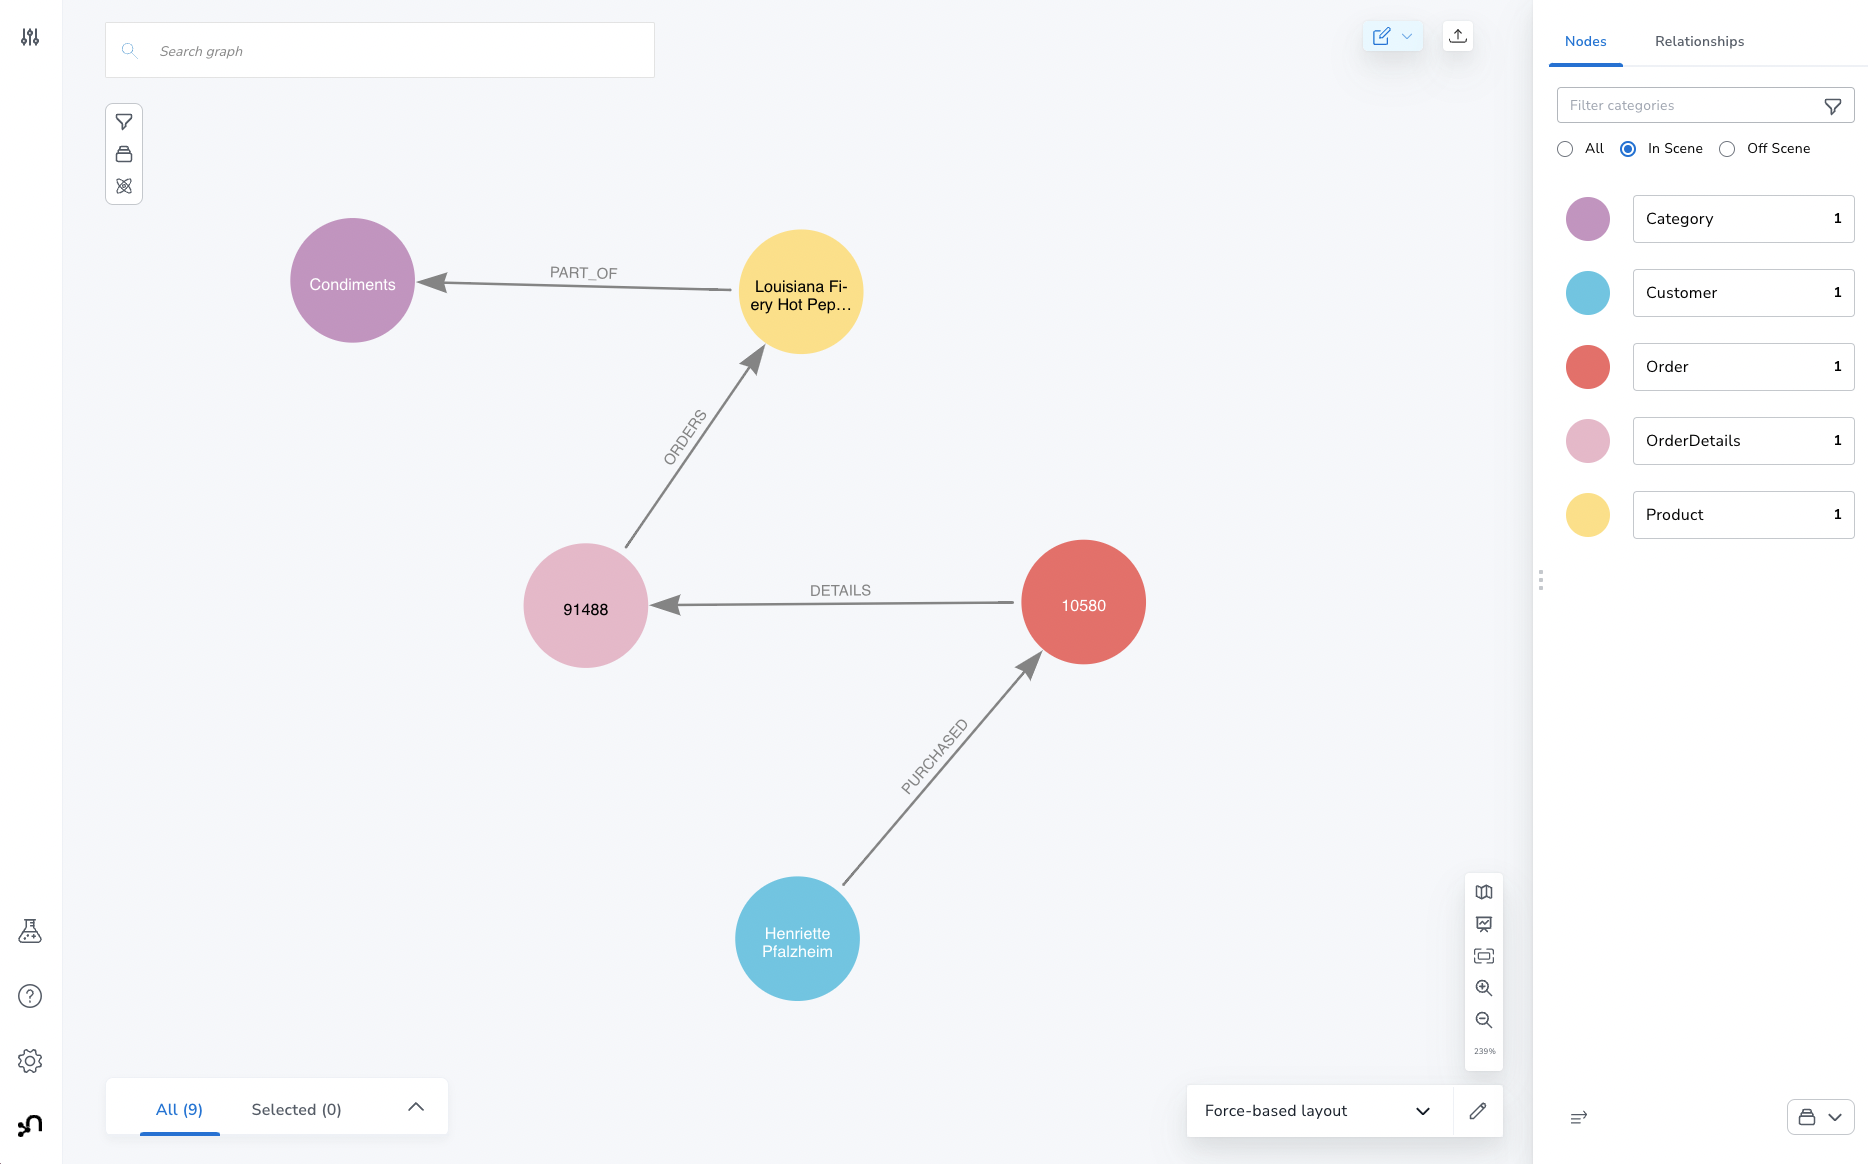 Search graph
Nodes
Relationships
Filter categories
All
In Scene
Off Scene
Category 1
Customer 1
Order 1
OrderDetails 1
Product 1
Condiments
PART_OF
Louisiana Fi-
ery Hot Pep...
ORDERS
91488
DETAILS
10580
PURCHASED
Henriette
Pfalzheim
239%
All (9)
Selected (0)
Force-based layout